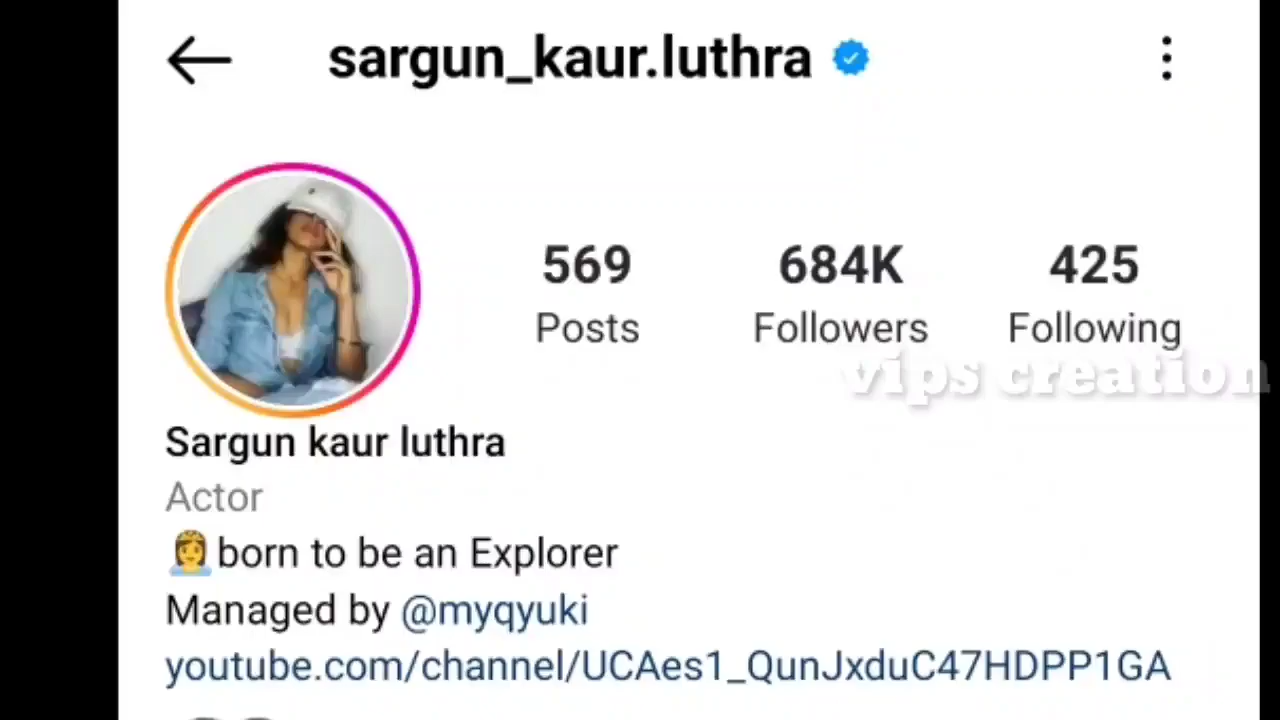 sargun_kaur.luthra
569 684K 425
Posts Followers Following
vips creation
Sargun kaur luthra
Actor
👸born to be an Explorer
Managed by @myqyuki
youtube.com/channel/UCAes1_QunJxduC47HDPP1GA